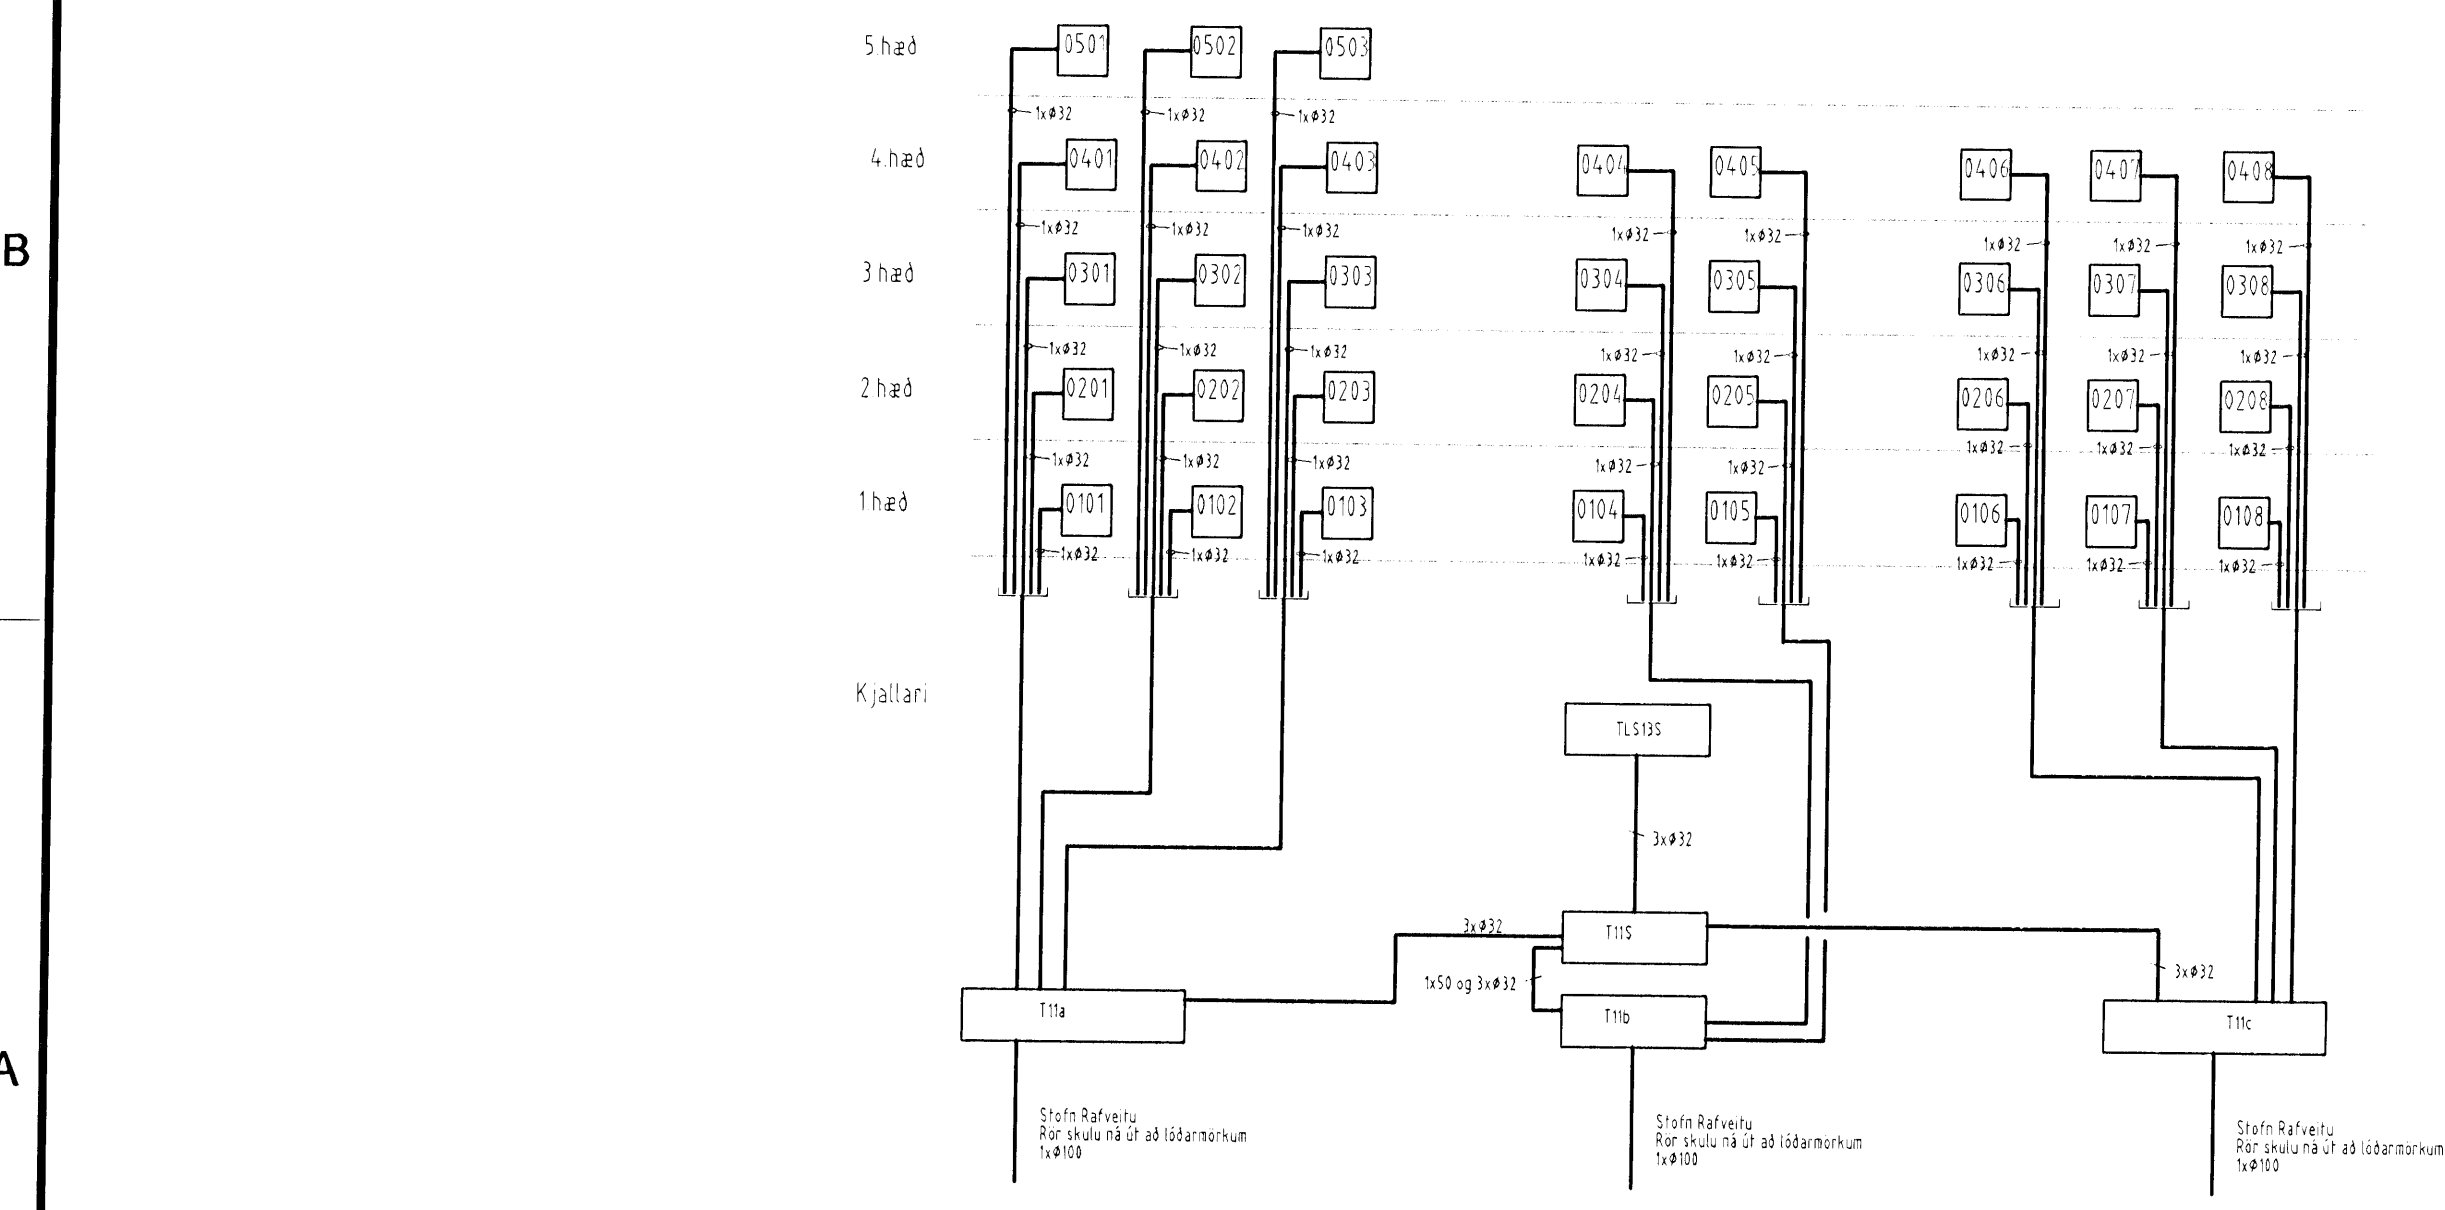 5.hæð
0501
0502
0503
1xø32
1xø32
1xø32
4.hæð
0401
0402
0403
0404
0405
0406
0407
0408
B
1xø32
1xø32
1xø32
1xø32
1xø32
1xø32
1xø32
1xø32
3 hæð
0301
0302
0303
0304
0305
0306
0307
0308
1xø32
1xø32
1xø32
1xø32
1xø32
1xø32
1xø32
1xø32
2 hæð
0201
0202
0203
0204
0205
0206
0207
0208
1xø32
1xø32
1xø32
1xø32
1xø32
1xø32
1xø32
1xø32
1 hæð
0101
0102
0103
0104
0105
0106
0107
0108
1xø32
1xø32
1xø32
1xø32
1xø32
1xø32
1xø32
1xø32
Kjallari
TLS13S
3xø32
3xø32
T11S
3xø32
1x50 og 3xø32
T11a
T11b
T11c
A
Stofn Rafveitu
Rör skulu ná út að lóðarmörkum
1xø100
Stofn Rafveitu
Rör skulu ná út að lóðarmörkum
1xø100
Stofn Rafveitu
Rör skulu ná út að lóðarmörkum
1xø100